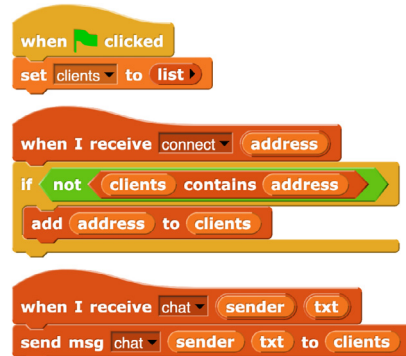 when clicked
set clients to list
when I receive connect address
if not clients contains address
add address to clients
when I receive chat sender txt
send msg chat sender txt to clients